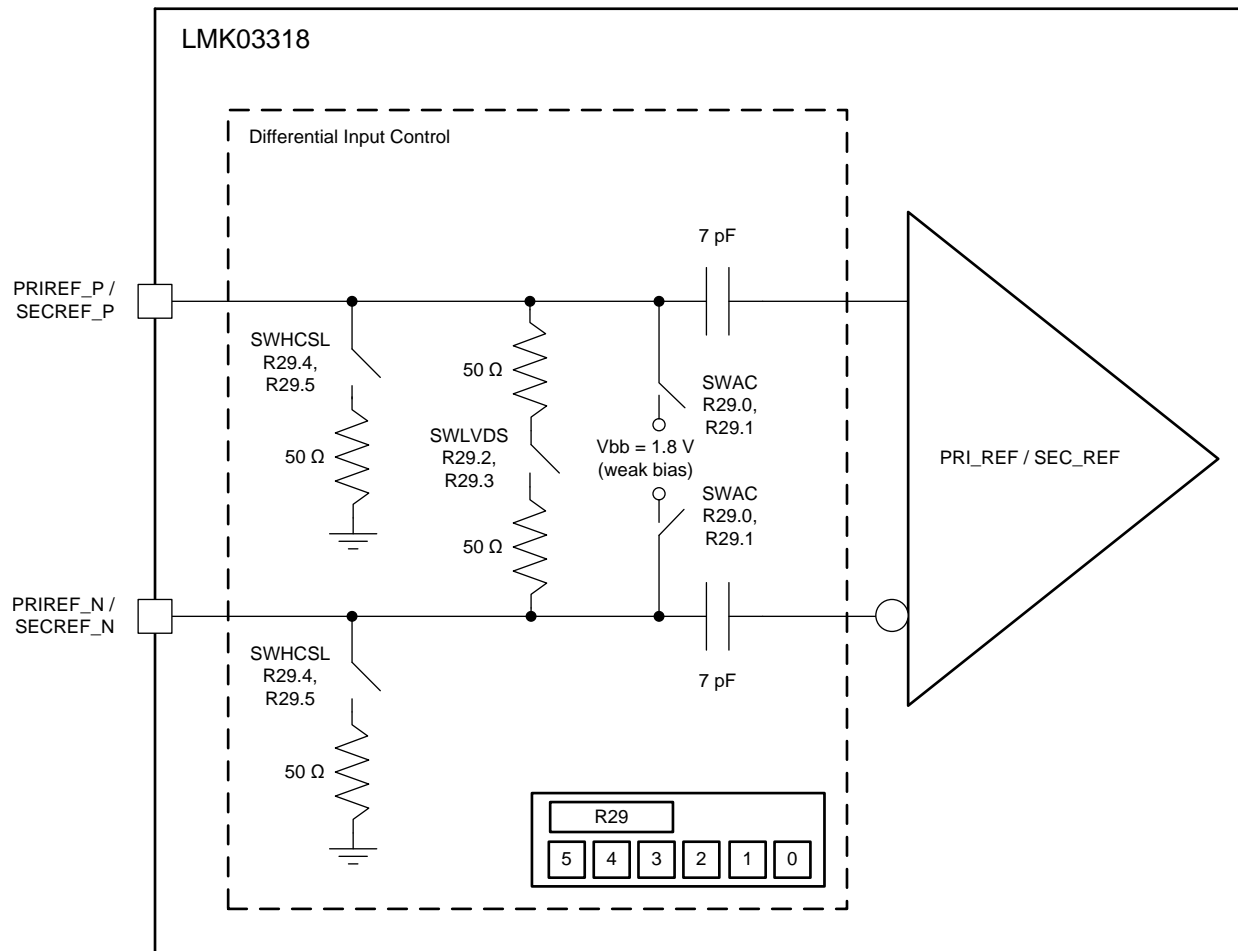 LMK03318
Differential Input Control
7 pF
PRIREF_P /
SECREF_P
SWHCSL
R29.4,
R29.5
50 Ω
50 Ω
SWLVDS
R29.2,
R29.3
50 Ω
SWAC
R29.0,
R29.1
Vbb = 1.8 V
(weak bias)
SWAC
R29.0,
R29.1
PRI_REF / SEC_REF
PRIREF_N /
SECREF_N
SWHCSL
R29.4,
R29.5
50 Ω
7 pF
R29
5 4 3 2 1 0